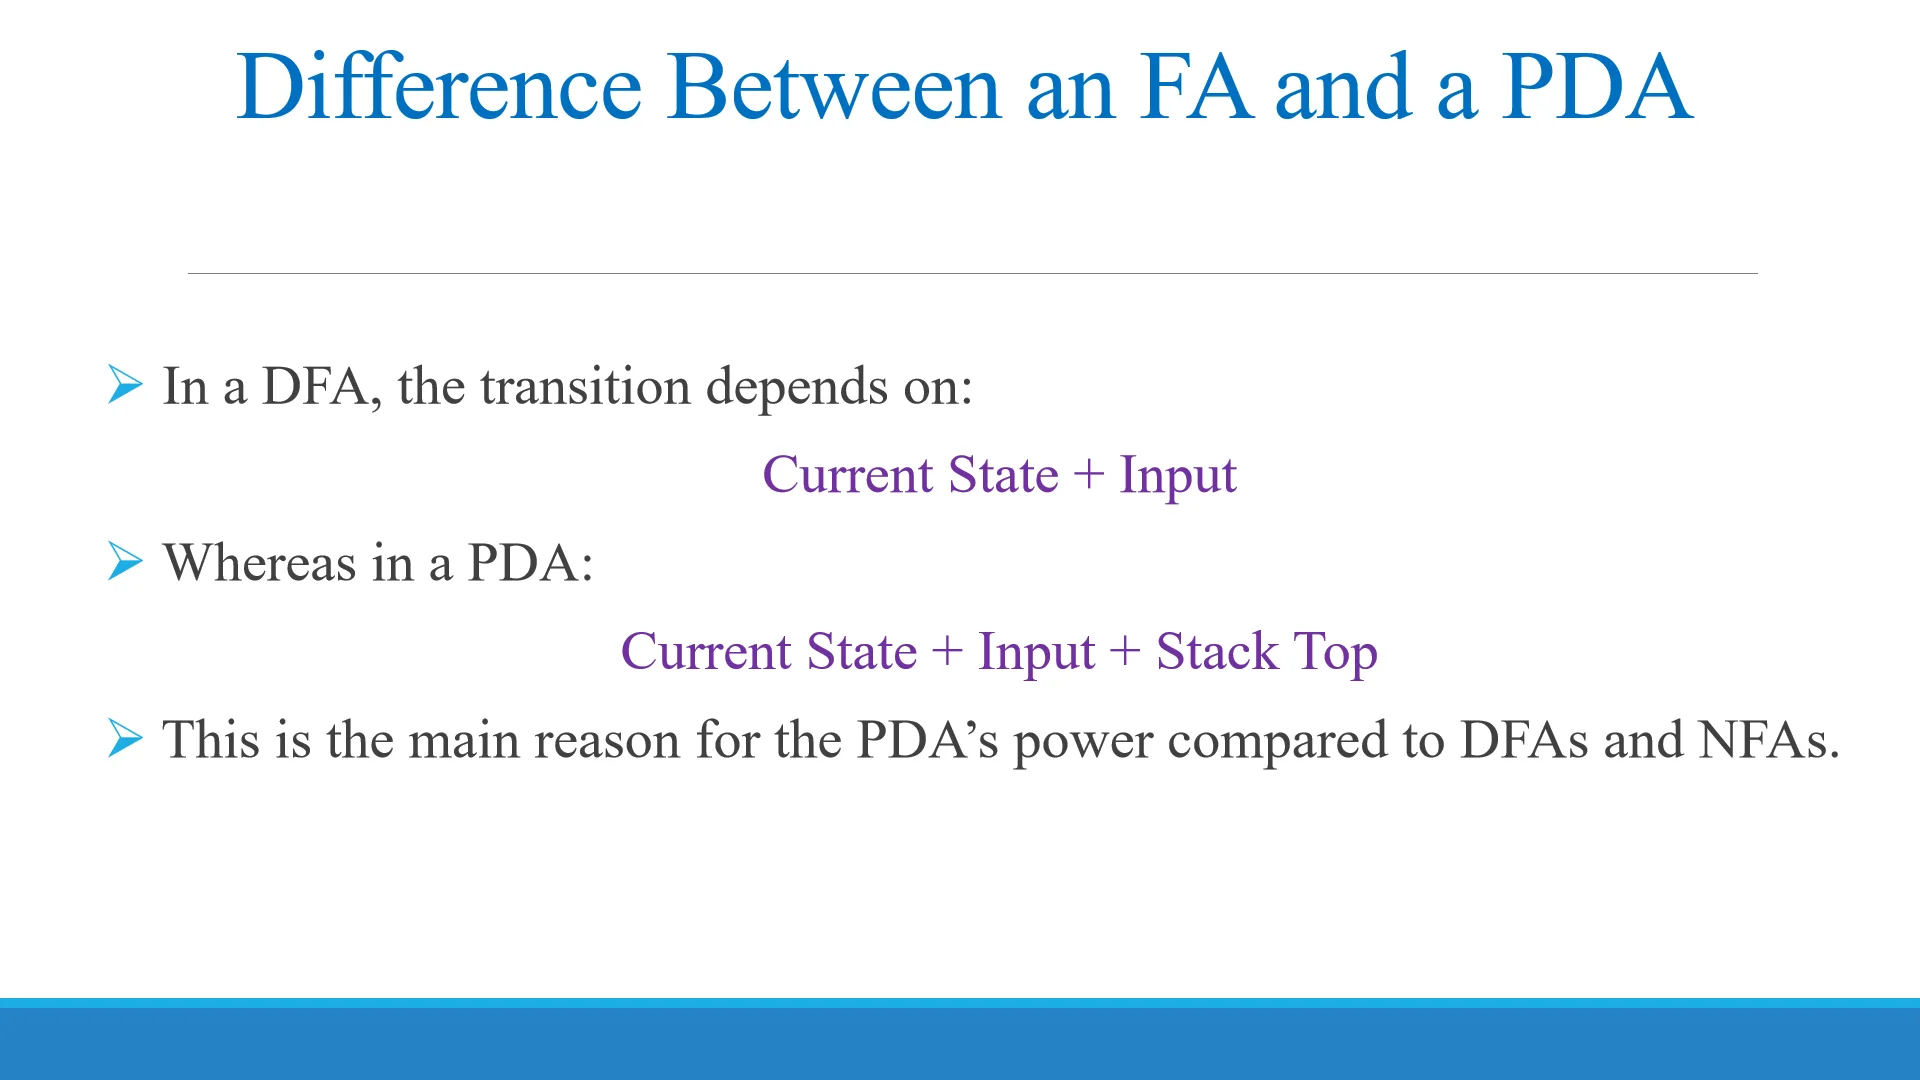 Difference Between an FA and a PDA
In a DFA, the transition depends on:
Current State + Input
Whereas in a PDA:
Current State + Input + Stack Top
This is the main reason for the PDA’s power compared to DFAs and NFAs.